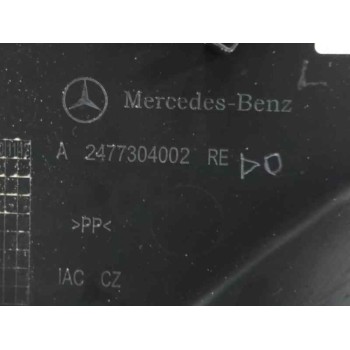 Mercedes-Benz
A 2477304002 RE
>PP<
IAC CZ